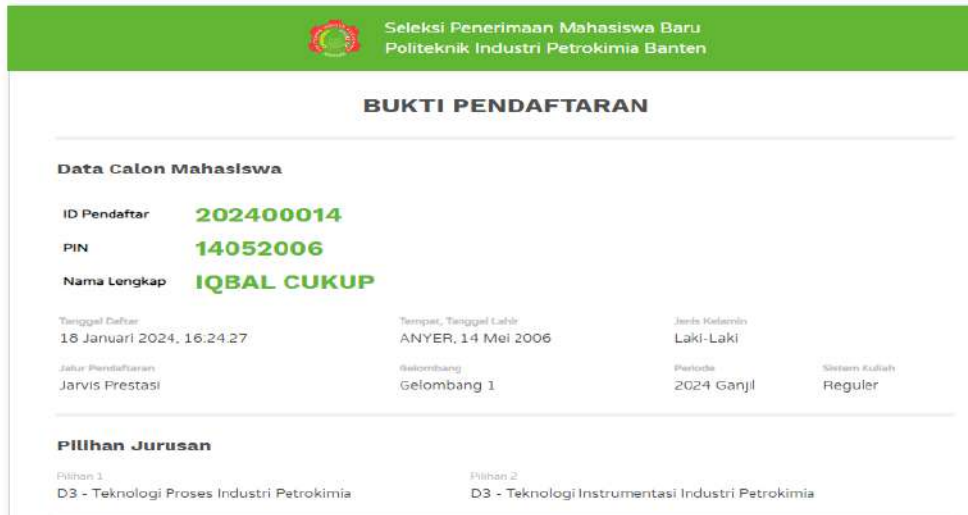 Seleksi Penerimaan Mahasiswa Baru
Politeknik Industri Petrokimia Banten
BUKTI PENDAFTARAN
Data Calon Mahasiswa
ID Pendaftar 202400014
PIN 14052006
Nama Lengkap IQBAL CUKUP
Tanggal Daftar Tempat, Tanggal Lahir Jenis Kelamin
18 Januari 2024, 16:24:27 ANYER, 14 Mei 2006 Laki-Laki
Jalur Pendaftaran Gelombang Periode Sistem Kuliah
Jarvis Prestasi Gelombang 1 2024 Ganjil Reguler
Pilihan Jurusan
Pilihan 1 Pilihan 2
D3 - Teknologi Proses Industri Petrokimia D3 - Teknologi Instrumentasi Industri Petrokimia